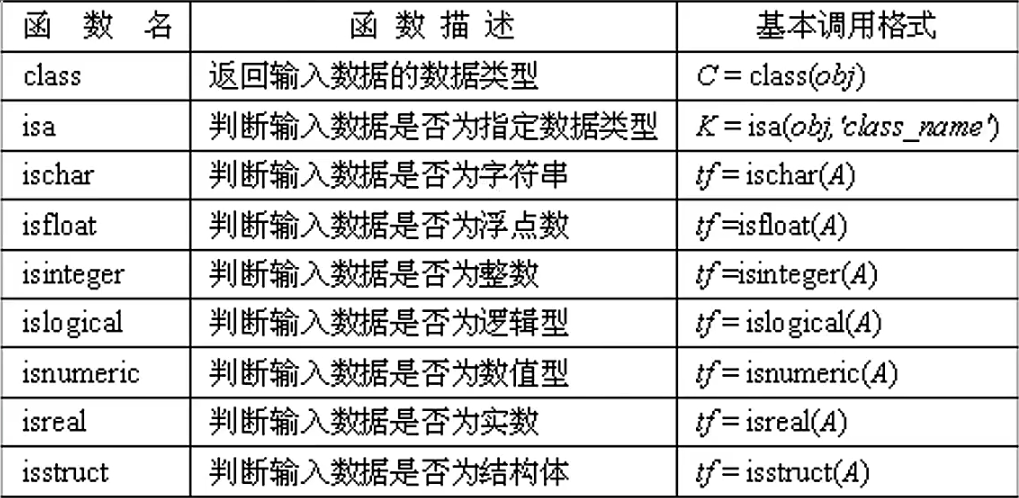 函 数 名 函 数 描 述 基本调用格式
class 返回输入数据的数据类型 C = class(obj)
isa 判断输入数据是否为指定数据类型 K = isa(obj,'class_name')
ischar 判断输入数据是否为字符串 tf = ischar(A)
isfloat 判断输入数据是否为浮点数 tf =isfloat(A)
isinteger 判断输入数据是否为整数 tf =isinteger(A)
islogical 判断输入数据是否为逻辑型 tf = islogical(A)
isnumeric 判断输入数据是否为数值型 tf = isnumeric(A)
isreal 判断输入数据是否为实数 tf = isreal(A)
isstruct 判断输入数据是否为结构体 tf = isstruct(A)